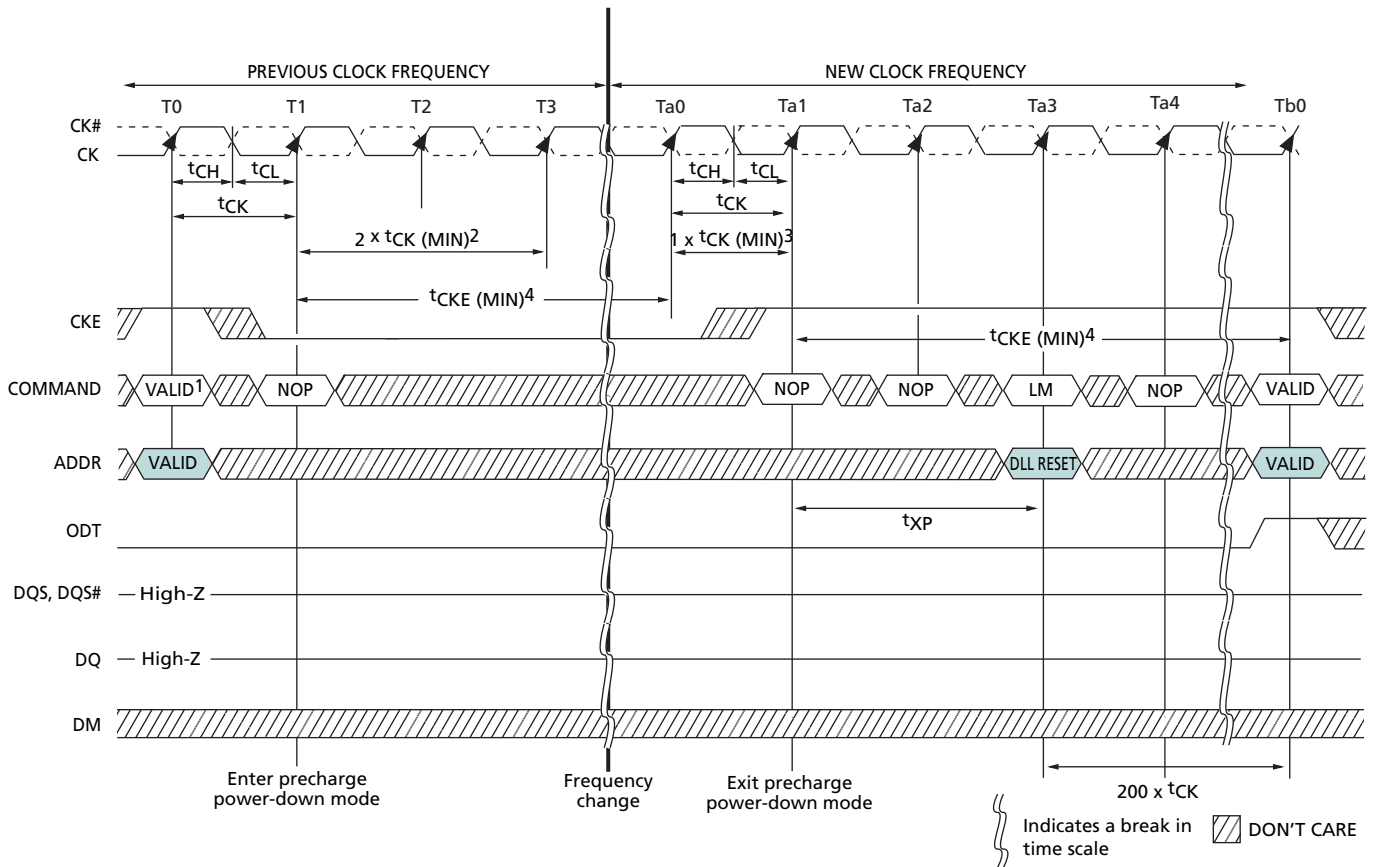 PREVIOUS CLOCK FREQUENCY NEW CLOCK FREQUENCY
T0 T1 T2 T3 Ta0 Ta1 Ta2 Ta3 Ta4 Tb0
CK#
CK
tCH tCL tCH tCL
tCK tCK
2 x tCK (MIN)2 1 x tCK (MIN)3
tCKE (MIN)4
CKE
tCKE (MIN)4
COMMAND VALID1 NOP NOP NOP LM NOP VALID
ADDR VALID DLL RESET VALID
tXP
ODT
DQS, DQS# High-Z
DQ High-Z
DM
Enter precharge
power-down mode
Frequency
change
Exit precharge
power-down mode
200 x tCK
Indicates a break in
time scale
DON'T CARE